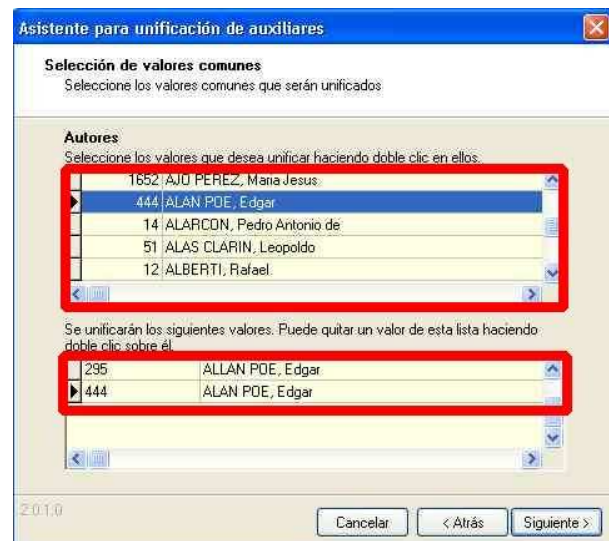 Asistente para unificación de auxiliares
Selección de valores comunes
Seleccione los valores comunes que serán unificados
Autores
Seleccione los valores que desea unificar haciendo doble clic en ellos.
1652 AJO PEREZ, Maria Jesus
444 ALAN POE, Edgar
14 ALARCON, Pedro Antonio de
51 ALAS CLARIN, Leopoldo
12 ALBERTI, Rafael
Se unificarán los siguientes valores. Puede quitar un valor de esta lista haciendo
doble clic sobre él.
295 ALLAN POE, Edgar
444 ALAN POE, Edgar
2.0.1.0
Cancelar < Atrás Siguiente >